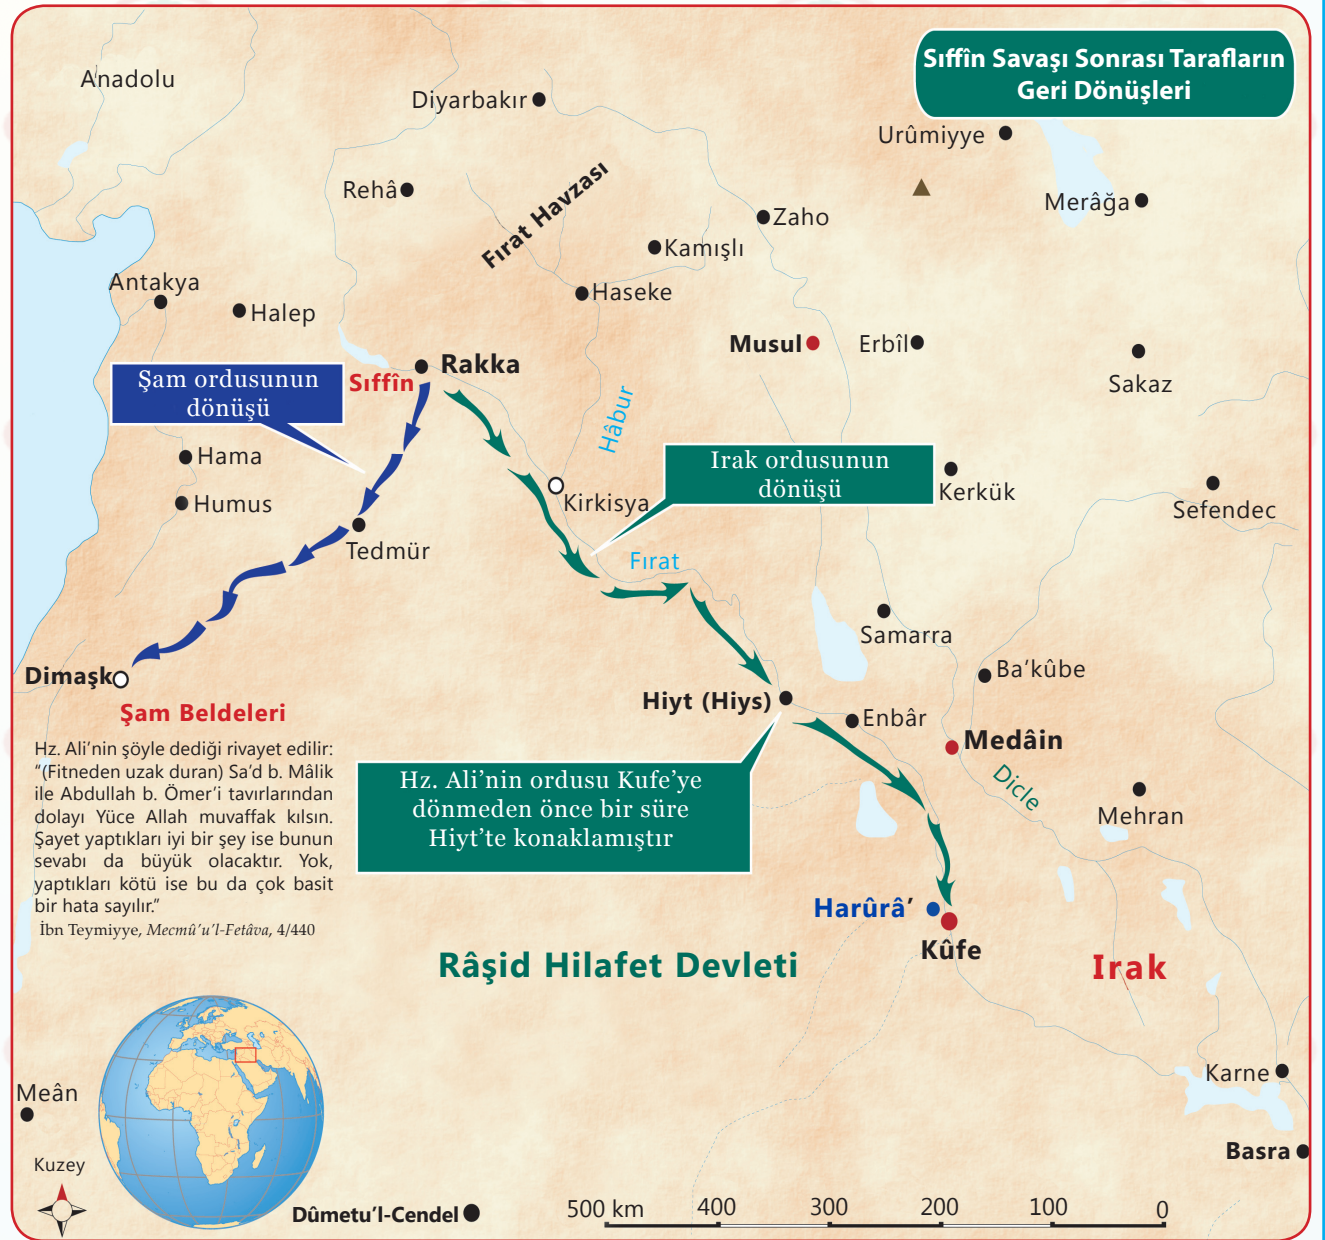 Sıffîn Savaşı Sonrası Tarafların
Geri Dönüşleri
Anadolu
Diyarbakır
Urûmiyye
Rehâ
Fırat Havzası
Merâğa
Zaho
Kamışlı
Antakya
Haseke
Halep
Musul
Erbîl
Sakaz
Rakka
Sıffîn
Şam ordusunun
dönüşü
Hâbur
Hama
Irak ordusunun
dönüşü
Kerkük
Humus
Kirkisya
Sefendec
Tedmür
Fırat
Samarra
Dimaşk
Ba'kûbe
Hiyt (Hiys)
Enbâr
Şam Beldeleri
Medâin
Hz. Ali'nin şöyle dediği rivayet edilir:
"(Fitneden uzak duran) Sa'd b. Mâlik
ile Abdullah b. Ömer'i tavırlarından
dolayı Yüce Allah muvaffak kılsın.
Şayet yaptıkları iyi bir şey ise bunun
sevabı da büyük olacaktır. Yok,
yaptıkları kötü ise bu da çok basit
bir hata sayılır."
İbn Teymiyye, Mecmû'u'l-Fetâva, 4/440
Hz. Ali'nin ordusu Kufe'ye
dönmeden önce bir süre
Hiyt'te konaklamıştır
Dicle
Mehran
Harûrâ'
Kûfe
Râşid Hilafet Devleti
Irak
Karne
Meân
Basra
Kuzey
Dûmetu'l-Cendel
500 km 400 300 200 100 0